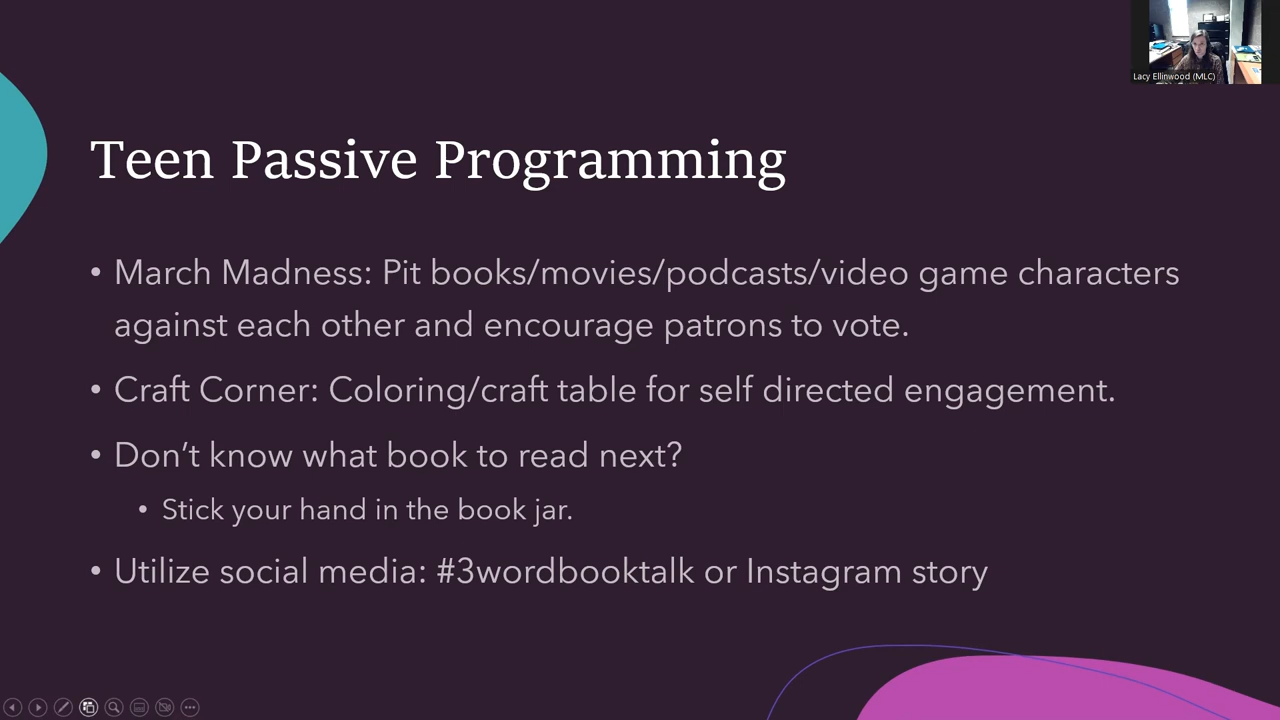 Lacy Ellinwood (MLC)
Teen Passive Programming
• March Madness: Pit books/movies/podcasts/video game characters
against each other and encourage patrons to vote.
• Craft Corner: Coloring/craft table for self directed engagement.
• Don’t know what book to read next?
• Stick your hand in the book jar.
• Utilize social media: #3wordbooktalk or Instagram story